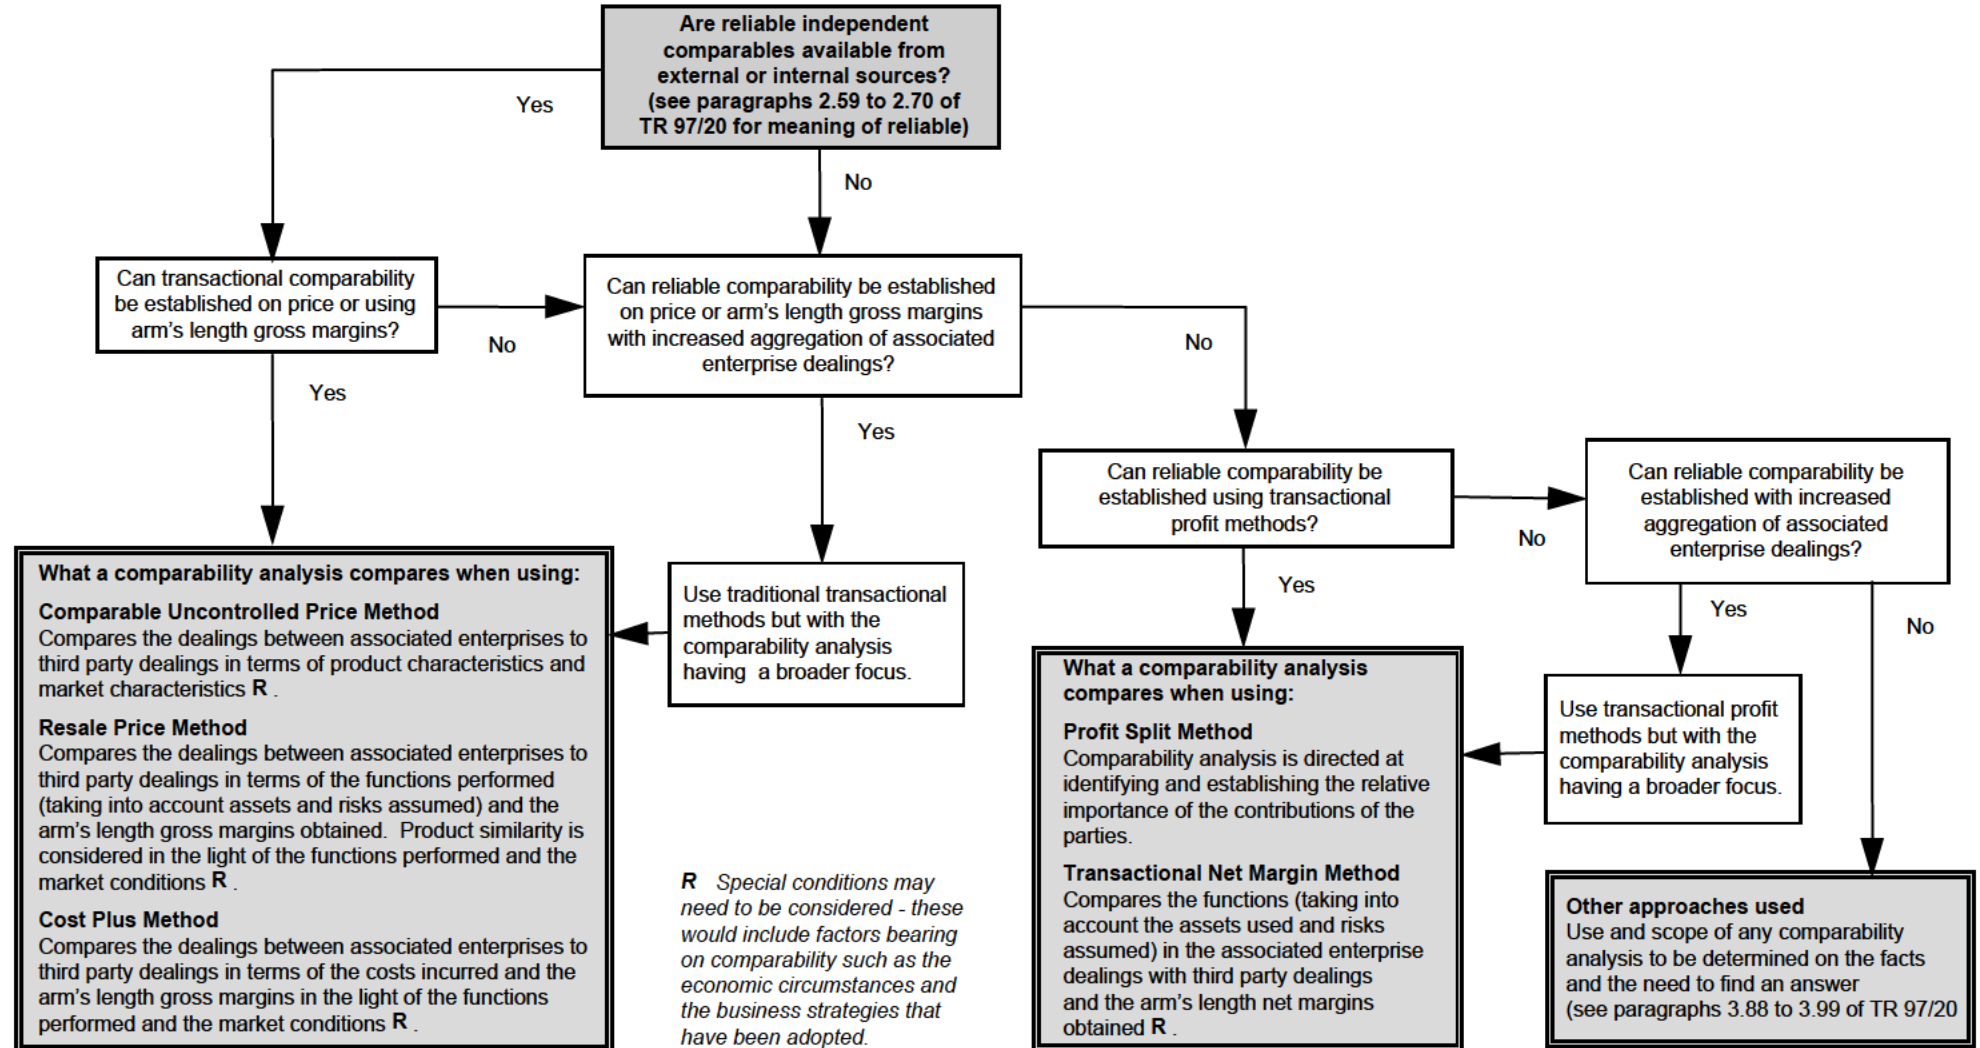 Are reliable independent
comparables available from
external or internal sources?
(see paragraphs 2.59 to 2.70 of
TR 97/20 for meaning of reliable)
Yes
No
Can transactional comparability
be established on price or using
arm's length gross margins?
No
Yes
Can reliable comparability be established
on price or arm's length gross margins
with increased aggregation of associated
enterprise dealings?
No
Yes
Can reliable comparability be
established using transactional
profit methods?
No
Yes
Can reliable comparability be
established with increased
aggregation of associated
enterprise dealings?
Yes
No
What a comparability analysis compares when using:
Comparable Uncontrolled Price Method
Compares the dealings between associated enterprises to
third party dealings in terms of product characteristics and
market characteristics R .
Resale Price Method
Compares the dealings between associated enterprises to
third party dealings in terms of the functions performed
(taking into account assets and risks assumed) and the
arm's length gross margins obtained. Product similarity is
considered in the light of the functions performed and the
market conditions R .
Cost Plus Method
Compares the dealings between associated enterprises to
third party dealings in terms of the costs incurred and the
arm's length gross margins in the light of the functions
performed and the market conditions R .
Use traditional transactional
methods but with the
comparability analysis
having a broader focus.
R Special conditions may
need to be considered - these
would include factors bearing
on comparability such as the
economic circumstances and
the business strategies that
have been adopted.
What a comparability analysis
compares when using:
Profit Split Method
Comparability analysis is directed at
identifying and establishing the relative
importance of the contributions of the
parties.
Transactional Net Margin Method
Compares the functions (taking into
account the assets used and risks
assumed) in the associated enterprise
dealings with third party dealings
and the arm's length net margins
obtained R .
Use transactional profit
methods but with the
comparability analysis
having a broader focus.
Other approaches used
Use and scope of any comparability
analysis to be determined on the facts
and the need to find an answer
(see paragraphs 3.88 to 3.99 of TR 97/20